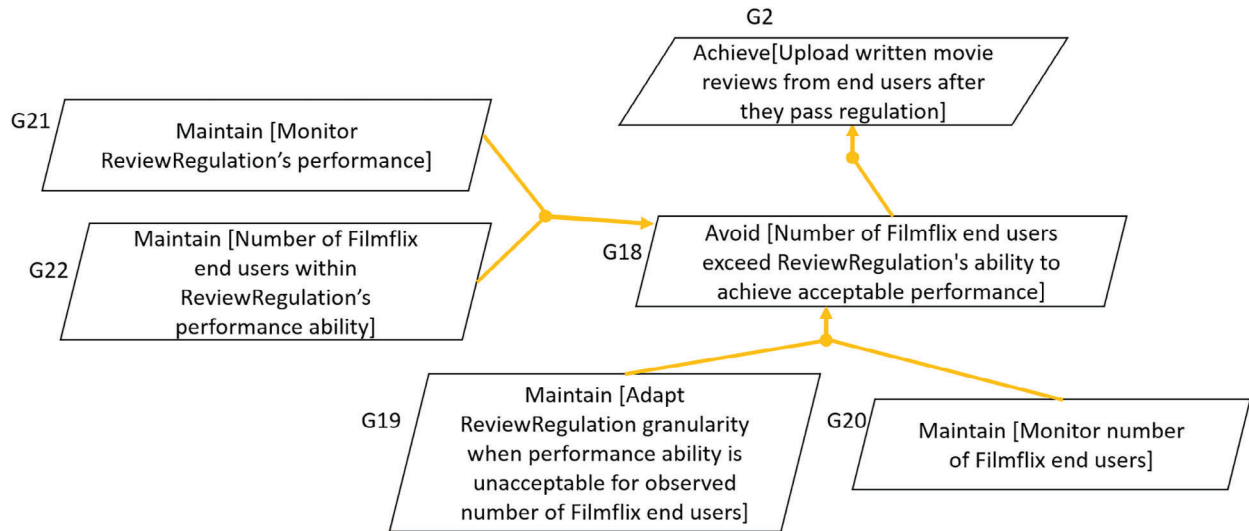 G2
Achieve[Upload written movie
reviews from end users after
they pass regulation]
G21
Maintain [Monitor
ReviewRegulation’s performance]
G22
Maintain [Number of Filmflix
end users within
ReviewRegulation’s
performance ability]
G18
Avoid [Number of Filmflix end users
exceed ReviewRegulation's ability to
achieve acceptable performance]
G19
Maintain [Adapt
ReviewRegulation granularity
when performance ability is
unacceptable for observed
number of Filmflix end users]
G20
Maintain [Monitor number
of Filmflix end users]